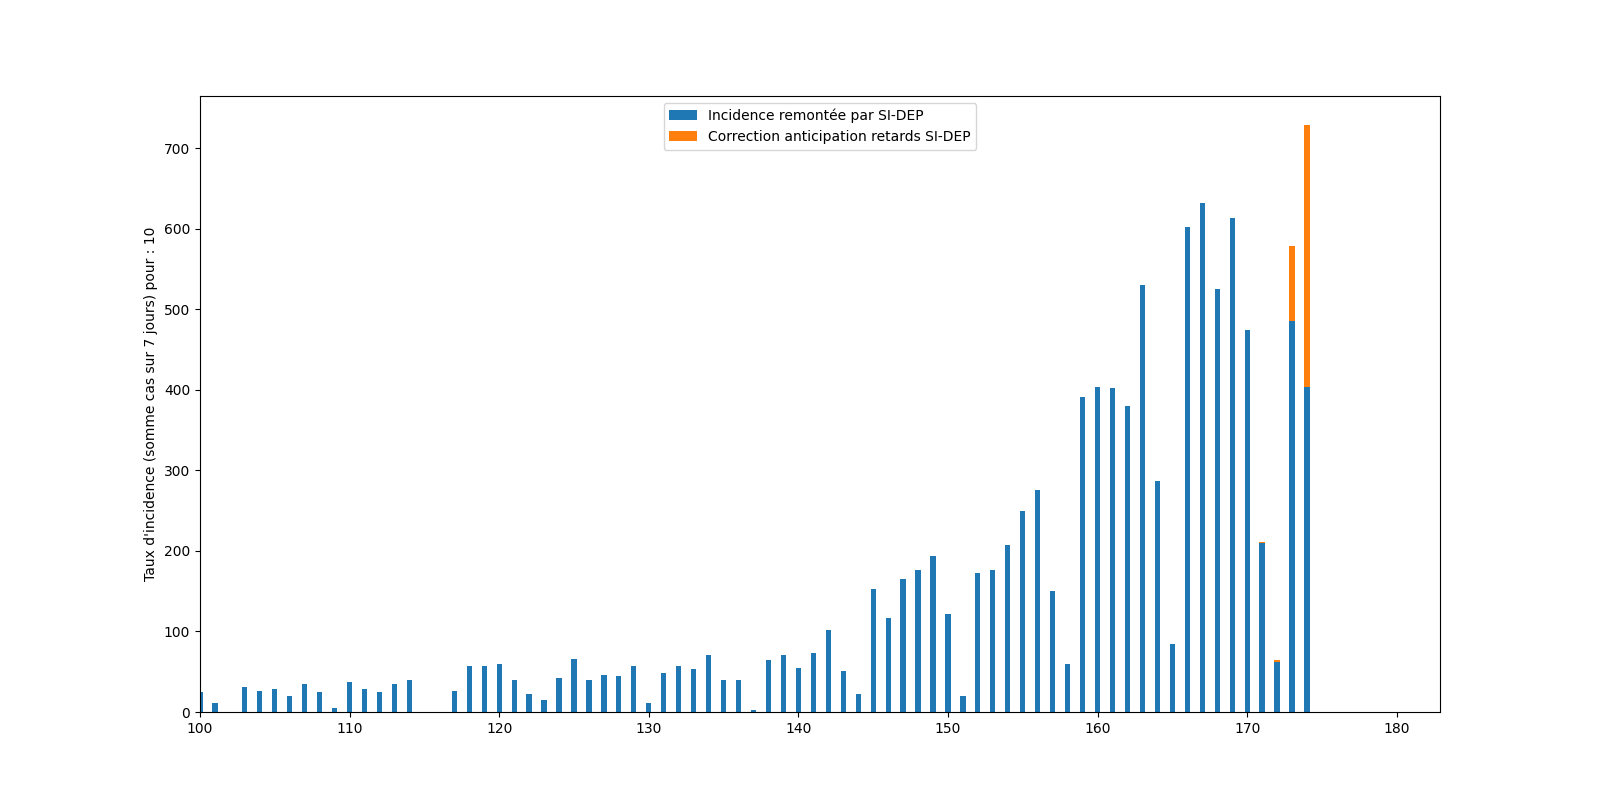 Incidence remontée par SI-DEP
Correction anticipation retards SI-DEP
Taux d'incidence (somme cas sur 7 jours) pour : 10
700
600
500
400
300
200
100
0
100 110 120 130 140 150 160 170 180